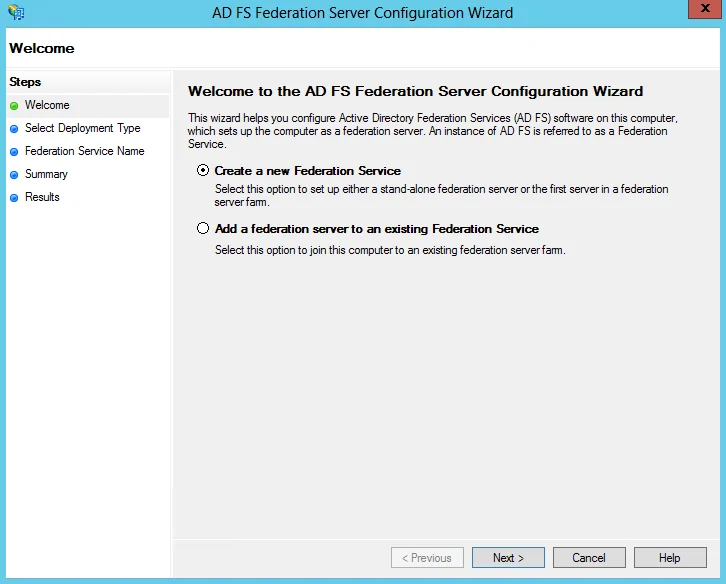 AD FS Federation Server Configuration Wizard
x
Welcome
Steps
Welcome
Select Deployment Type
Federation Service Name
Summary
Results
Welcome to the AD FS Federation Server Configuration Wizard
This wizard helps you configure Active Directory Federation Services (AD FS) software on this computer,
which sets up the computer as a federation server. An instance of AD FS is referred to as a Federation
Service.
Create a new Federation Service
Select this option to set up either a stand-alone federation server or the first server in a federation
server farm.
Add a federation server to an existing Federation Service
Select this option to join this computer to an existing federation server farm.
< Previous
Next >
Cancel
Help